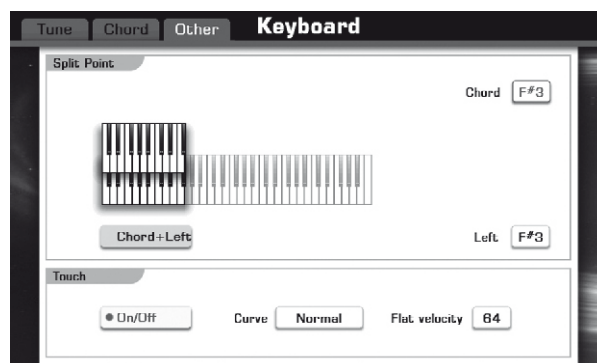 Tune Chord Other Keyboard
Split Point
Chord F#3
Chord+Left
Left F#3
Touch
On/Off Curve Normal Flat velocity 64